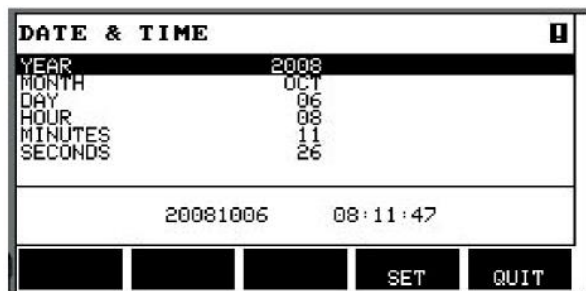 DATE & TIME !
YEAR 2008
MONTH OCT
DAY 06
HOUR 08
MINUTES 11
SECONDS 26
20081006 08:11:47
SET QUIT